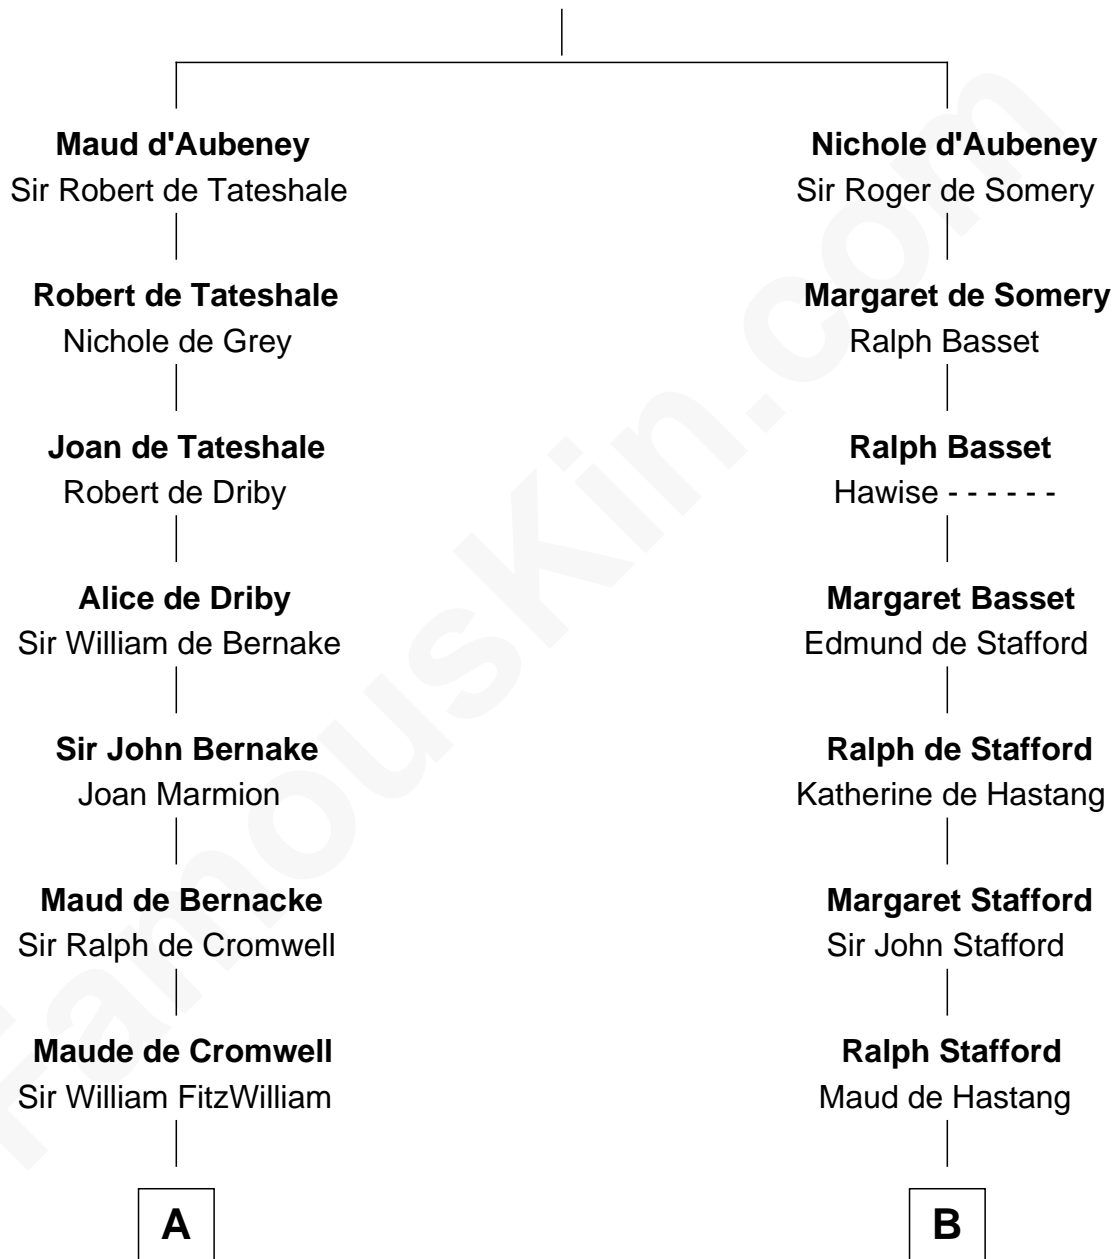 Maud d'Aubeney
Sir Robert de Tateshale
Robert de Tateshale
Nichole de Grey
Joan de Tateshale
Robert de Driby
Alice de Driby
Sir William de Bernake
Sir John Bernake
Joan Marmion
Maud de Bernacke
Sir Ralph de Cromwell
Maude de Cromwell
Sir William FitzWilliam
A
Nichole d'Aubeney
Sir Roger de Somery
Margaret de Somery
Ralph Basset
Ralph Basset
Hawise - - - - - -
Margaret Basset
Edmund de Stafford
Ralph de Stafford
Katherine de Hastang
Margaret Stafford
Sir John Stafford
Ralph Stafford
Maud de Hastang
B
FamousKin.com